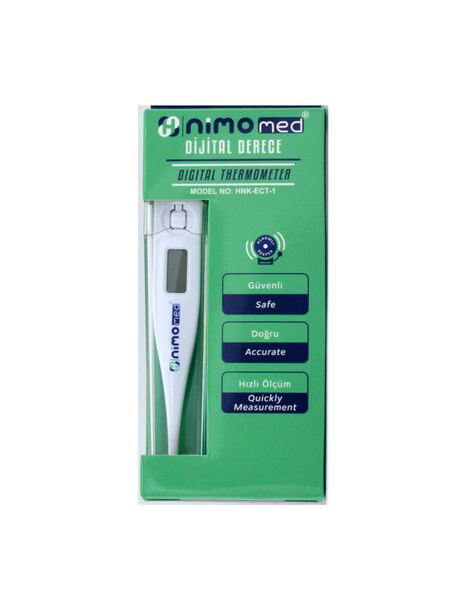 nimomed®
DİJİTAL DERECE
DIGITAL THERMOMETER
MODEL NO: HNK-ECT-1
Güvenli
Safe
Doğru
Accurate
Hızlı Ölçüm
Quickly
Measurement
nimomed